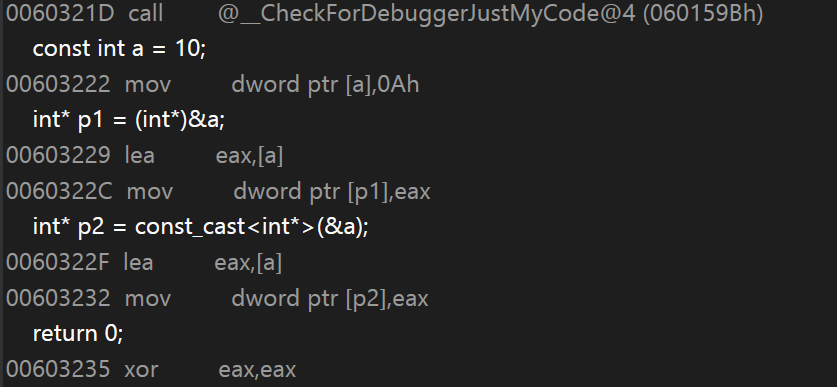 0060321D call @__CheckForDebuggerJustMyCode@4 (060159Bh)
const int a = 10;
00603222 mov dword ptr [a],0Ah
int* p1 = (int*)&a;
00603229 lea eax,[a]
0060322C mov dword ptr [p1],eax
int* p2 = const_cast<int*>(&a);
0060322F lea eax,[a]
00603232 mov dword ptr [p2],eax
return 0;
00603235 xor eax,eax